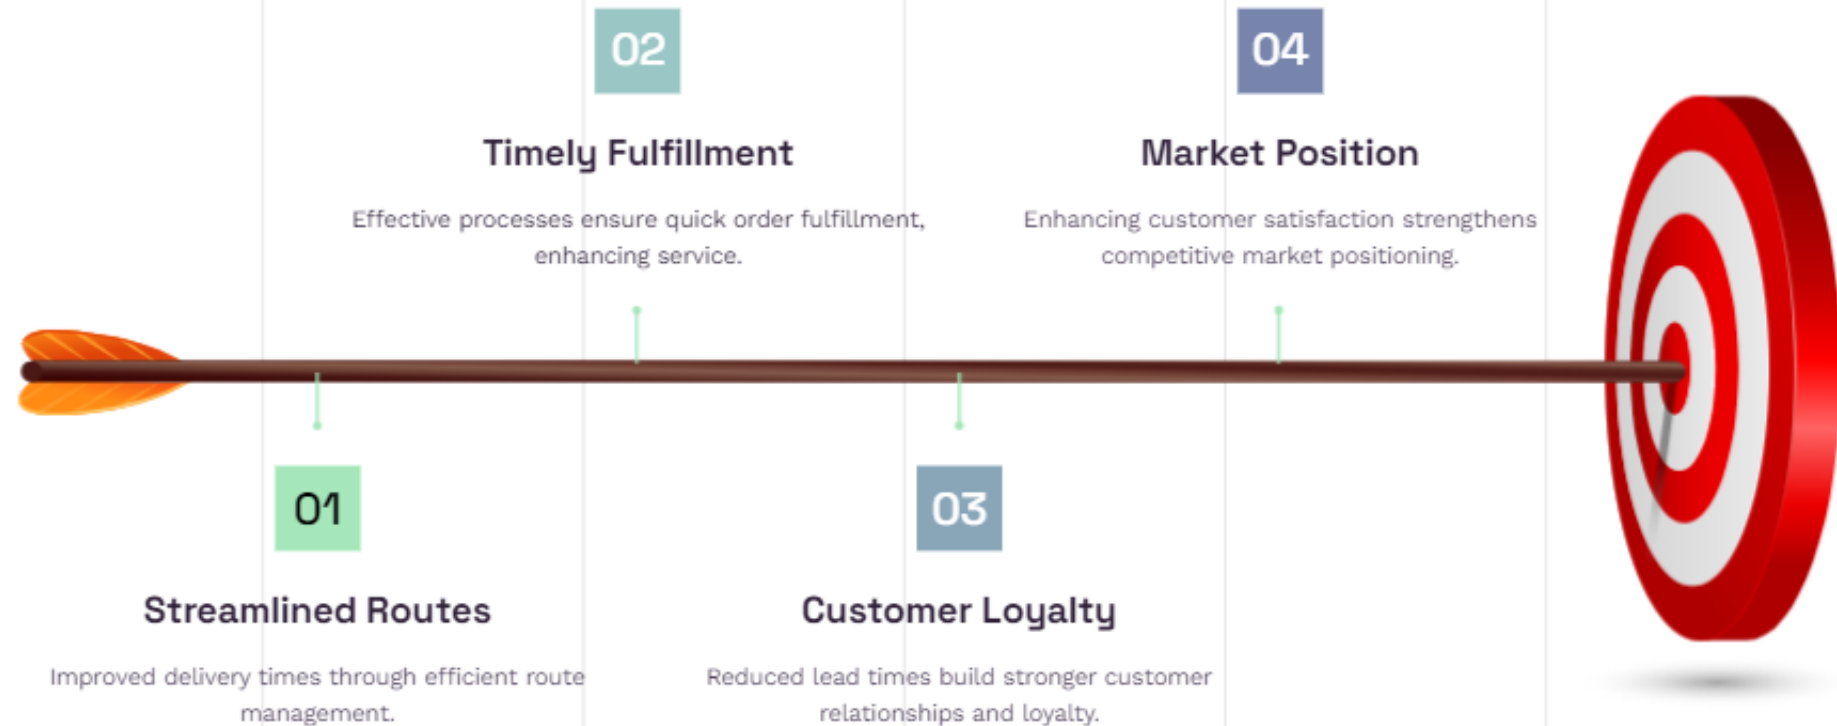 02
Timely Fulfillment
Effective processes ensure quick order fulfillment,
enhancing service.
04
Market Position
Enhancing customer satisfaction strengthens
competitive market positioning.
01
Streamlined Routes
Improved delivery times through efficient route
management.
03
Customer Loyalty
Reduced lead times build stronger customer
relationships and loyalty.